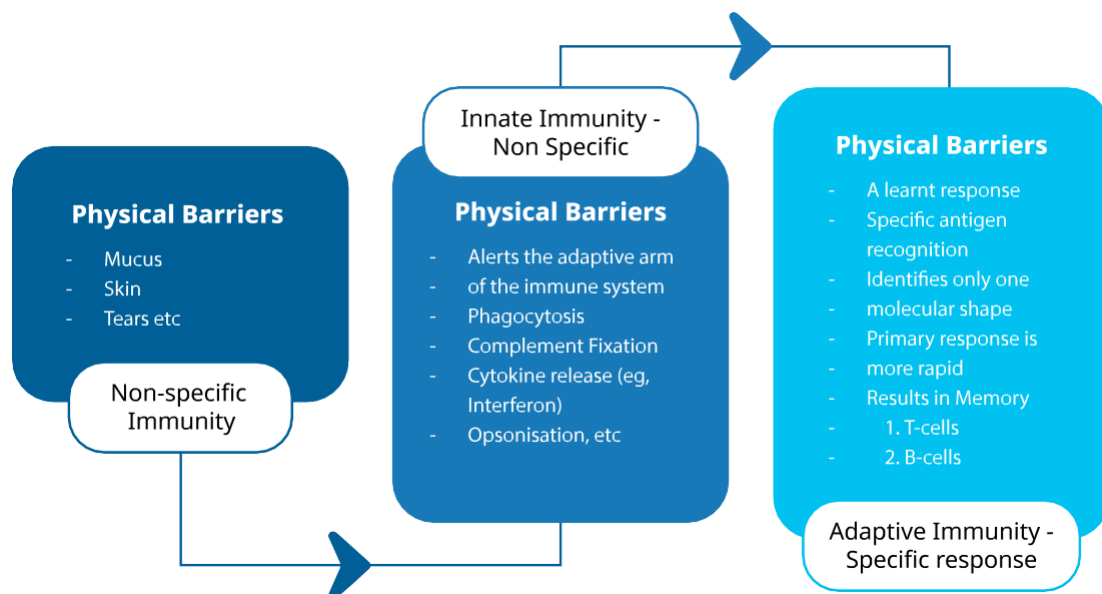 Physical Barriers
- Mucus
- Skin
- Tears etc
Non-specific
Immunity
Innate Immunity -
Non Specific
Physical Barriers
- Alerts the adaptive arm
- of the immune system
- Phagocytosis
- Complement Fixation
- Cytokine release (eg,
Interferon)
- Opsonisation, etc
Physical Barriers
- A learnt response
- Specific antigen
recognition
- Identifies only one
- molecular shape
- Primary response is
- more rapid
- Results in Memory
- 1. T-cells
- 2. B-cells
Adaptive Immunity -
Specific response